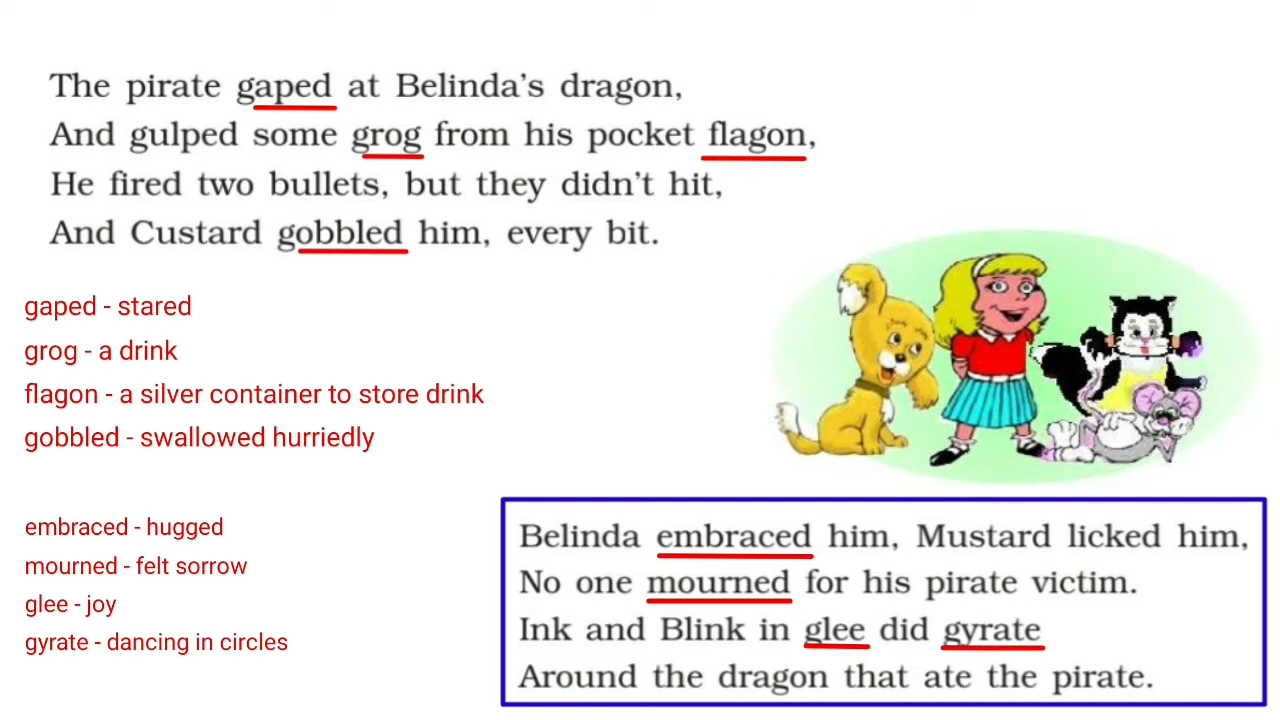 The pirate gaped at Belinda's dragon,
And gulped some grog from his pocket flagon,
He fired two bullets, but they didn't hit,
And Custard gobbled him, every bit.
gaped - stared
grog - a drink
flagon - a silver container to store drink
gobbled - swallowed hurriedly
embraced - hugged
mourned - felt sorrow
glee - joy
gyrate - dancing in circles
Belinda embraced him, Mustard licked him,
No one mourned for his pirate victim.
Ink and Blink in glee did gyrate
Around the dragon that ate the pirate.